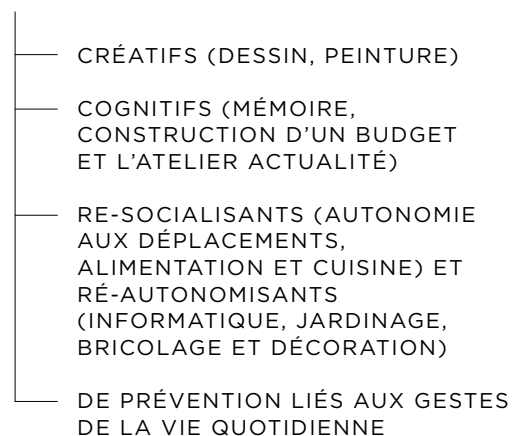 CRÉATIFS (DESSIN, PEINTURE)
COGNITIFS (MÉMOIRE,
CONSTRUCTION D’UN BUDGET
ET L’ATELIER ACTUALITÉ)
RE-SOCIALISANTS (AUTONOMIE
AUX DÉPLACEMENTS,
ALIMENTATION ET CUISINE) ET
RÉ-AUTONOMISANTS
(INFORMATIQUE, JARDINAGE,
BRICOLAGE ET DÉCORATION)
DE PRÉVENTION LIÉS AUX GESTES
DE LA VIE QUOTIDIENNE